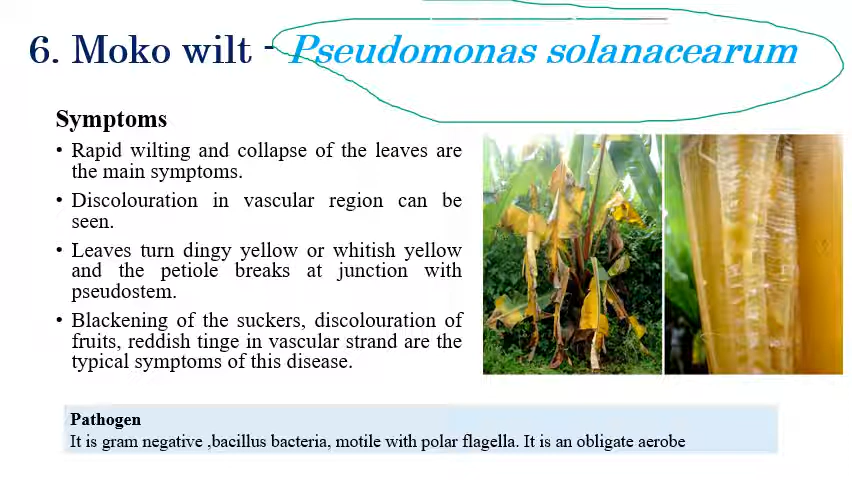 6. Moko wilt - Pseudomonas solanacearum
Symptoms
• Rapid wilting and collapse of the leaves are
the main symptoms.
• Discolouration in vascular region can be
seen.
• Leaves turn dingy yellow or whitish yellow
and the petiole breaks at junction with
pseudostem.
• Blackening of the suckers, discolouration of
fruits, reddish tinge in vascular strand are the
typical symptoms of this disease.
Pathogen
It is gram negative ,bacillus bacteria, motile with polar flagella. It is an obligate aerobe